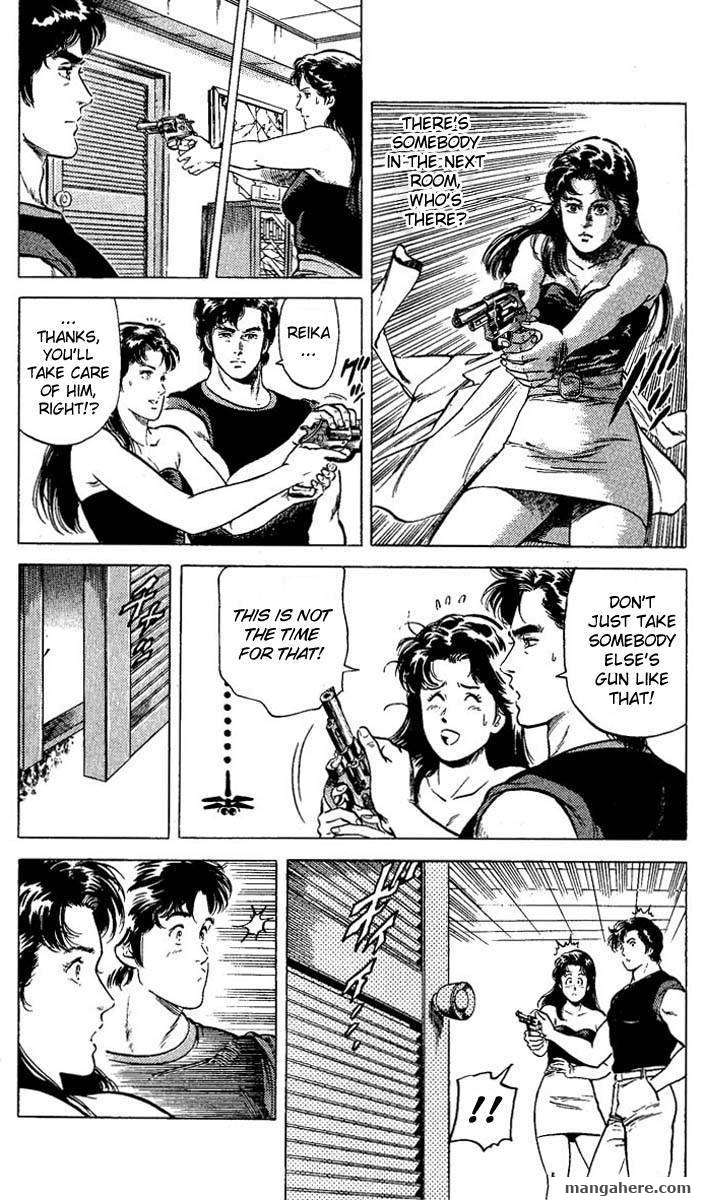 THERE'S
SOMEBODY
IN THE NEXT
ROOM,
WHO'S
THERE?
REIKA
...
...
THANKS,
YOU'LL
TAKE CARE
OF HIM,
RIGHT!?
DON'T
JUST TAKE
SOMEBODY
ELSE'S
GUN LIKE
THAT!
THIS IS NOT
THE TIME
FOR THAT!
!!
mangahere.com